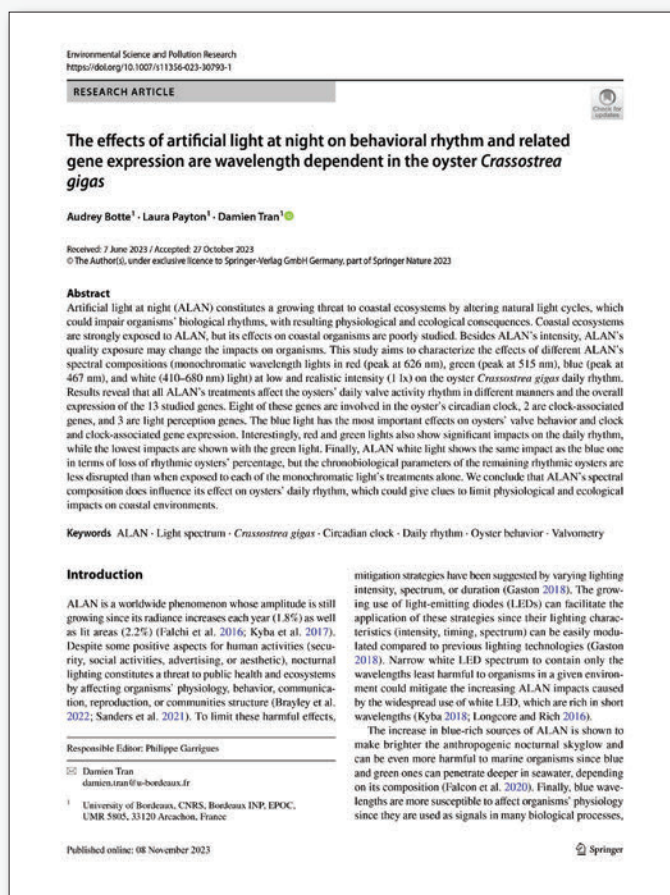 Environmental Science and Pollution Research
https://doi.org/10.1007/s11356-023-30793-1
RESEARCH ARTICLE
Check for
updates
The effects of artificial light at night on behavioral rhythm and related
gene expression are wavelength dependent in the oyster Crassostrea
gigas
Audrey Botte¹ · Laura Payton¹ · Damien Tran¹
Received: 7 June 2023 / Accepted: 27 October 2023
© The Author(s), under exclusive licence to Springer-Verlag GmbH Germany, part of Springer Nature 2023
Abstract
Artificial light at night (ALAN) constitutes a growing threat to coastal ecosystems by altering natural light cycles, which
could impair organisms' biological rhythms, with resulting physiological and ecological consequences. Coastal ecosystems
are strongly exposed to ALAN, but its effects on coastal organisms are poorly studied. Besides ALAN's intensity, ALAN's
quality exposure may change the impacts on organisms. This study aims to characterize the effects of different ALAN's
spectral compositions (monochromatic wavelength lights in red (peak at 626 nm), green (peak at 515 nm), blue (peak at
467 nm), and white (410–680 nm) light) at low and realistic intensity (1 lx) on the oyster Crassostrea gigas daily rhythm.
Results reveal that all ALAN's treatments affect the oysters' daily valve activity rhythm in different manners and the overall
expression of the 13 studied genes. Eight of these genes are involved in the oyster's circadian clock, 2 are clock-associated
genes, and 3 are light perception genes. The blue light has the most important effects on oysters' valve behavior and clock
and clock-associated gene expression. Interestingly, red and green lights also show significant impacts on the daily rhythm,
while the lowest impacts are shown with the green light. Finally, ALAN white light shows the same impact as the blue one
in terms of loss of rhythmic oysters' percentage, but the chronobiological parameters of the remaining rhythmic oysters are
less disrupted than when exposed to each of the monochromatic light's treatments alone. We conclude that ALAN's spectral
composition does influence its effect on oysters' daily rhythm, which could give clues to limit physiological and ecological
impacts on coastal environments.
Keywords ALAN · Light spectrum · Crassostrea gigas · Circadian clock · Daily rhythm · Oyster behavior · Valvometry
Introduction
ALAN is a worldwide phenomenon whose amplitude is still
growing since its radiance increases each year (1.8%) as well
as lit areas (2.2%) (Falchi et al. 2016; Kyba et al. 2017).
Despite some positive aspects for human activities (secu-
rity, social activities, advertising, or aesthetic), nocturnal
lighting constitutes a threat to public health and ecosystems
by affecting organisms' physiology, behavior, communica-
tion, reproduction, or communities structure (Brayley et al.
2022; Sanders et al. 2021). To limit these harmful effects,
Responsible Editor: Philippe Garrigues
Damien Tran
damien.tran@u-bordeaux.fr
1 University of Bordeaux, CNRS, Bordeaux INP, EPOC,
UMR 5805, 33120 Arcachon, France
mitigation strategies have been suggested by varying lighting
intensity, spectrum, or duration (Gaston 2018). The grow-
ing use of light-emitting diodes (LEDs) can facilitate the
application of these strategies since their lighting charac-
teristics (intensity, timing, spectrum) can be easily modu-
lated compared to previous lighting technologies (Gaston
2018). Narrow white LED spectrum to contain only the
wavelengths least harmful to organisms in a given environ-
ment could mitigate the increasing ALAN impacts caused
by the widespread use of white LED, which are rich in short
wavelengths (Kyba 2018; Longcore and Rich 2016).
The increase in blue-rich sources of ALAN is shown to
make brighter the anthropogenic nocturnal skyglow and
can be even more harmful to marine organisms since blue
and green ones can penetrate deeper in seawater, depending
on its composition (Falcon et al. 2020). Finally, blue wave-
lengths are more susceptible to affect organisms' physiology
since they are used as signals in many biological processes,
Published online: 08 November 2023
Springer